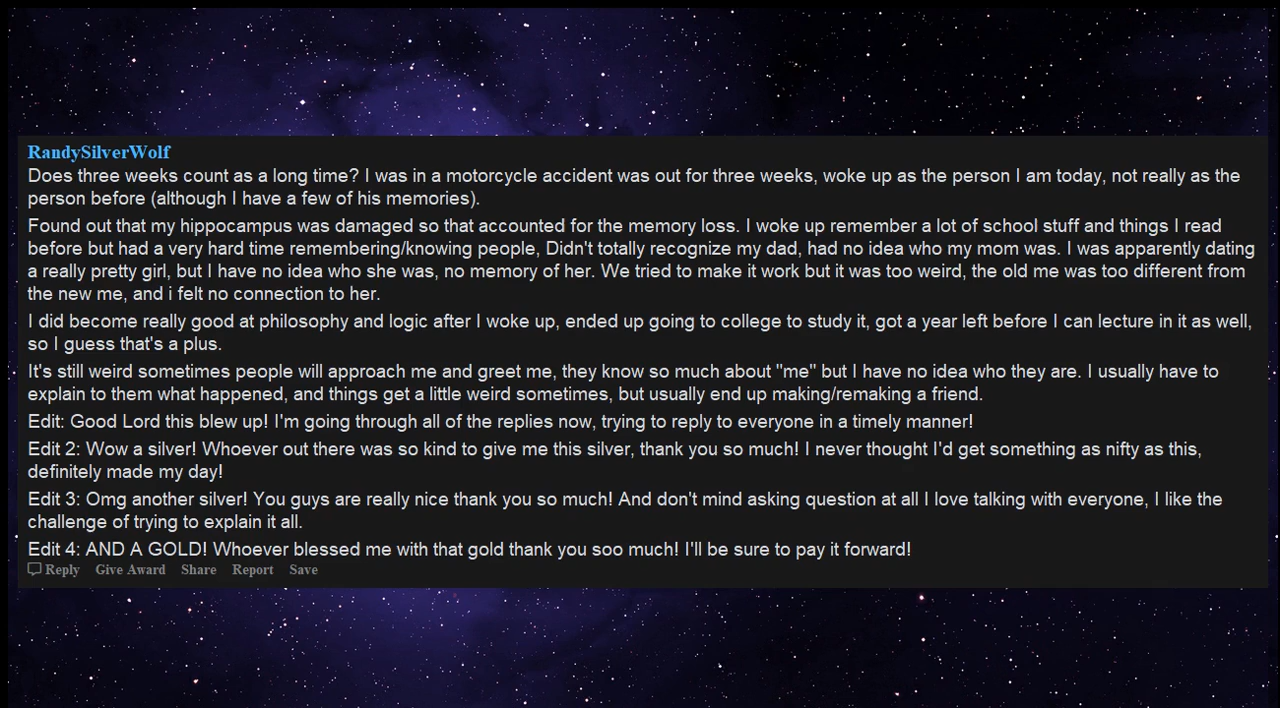 RandySilverWolf
Does three weeks count as a long time? I was in a motorcycle accident was out for three weeks, woke up as the person I am today, not really as the
person before (although I have a few of his memories).
Found out that my hippocampus was damaged so that accounted for the memory loss. I woke up remember a lot of school stuff and things I read
before but had a very hard time remembering/knowing people, Didn't totally recognize my dad, had no idea who my mom was. I was apparently dating
a really pretty girl, but I have no idea who she was, no memory of her. We tried to make it work but it was too weird, the old me was too different from
the new me, and i felt no connection to her.
I did become really good at philosophy and logic after I woke up, ended up going to college to study it, got a year left before I can lecture in it as well,
so I guess that's a plus.
It's still weird sometimes people will approach me and greet me, they know so much about "me" but I have no idea who they are. I usually have to
explain to them what happened, and things get a little weird sometimes, but usually end up making/remaking a friend.
Edit: Good Lord this blew up! I'm going through all of the replies now, trying to reply to everyone in a timely manner!
Edit 2: Wow a silver! Whoever out there was so kind to give me this silver, thank you so much! I never thought I'd get something as nifty as this,
definitely made my day!
Edit 3: Omg another silver! You guys are really nice thank you so much! And don't mind asking question at all I love talking with everyone, I like the
challenge of trying to explain it all.
Edit 4: AND A GOLD! Whoever blessed me with that gold thank you soo much! I'll be sure to pay it forward!
Reply Give Award Share Report Save